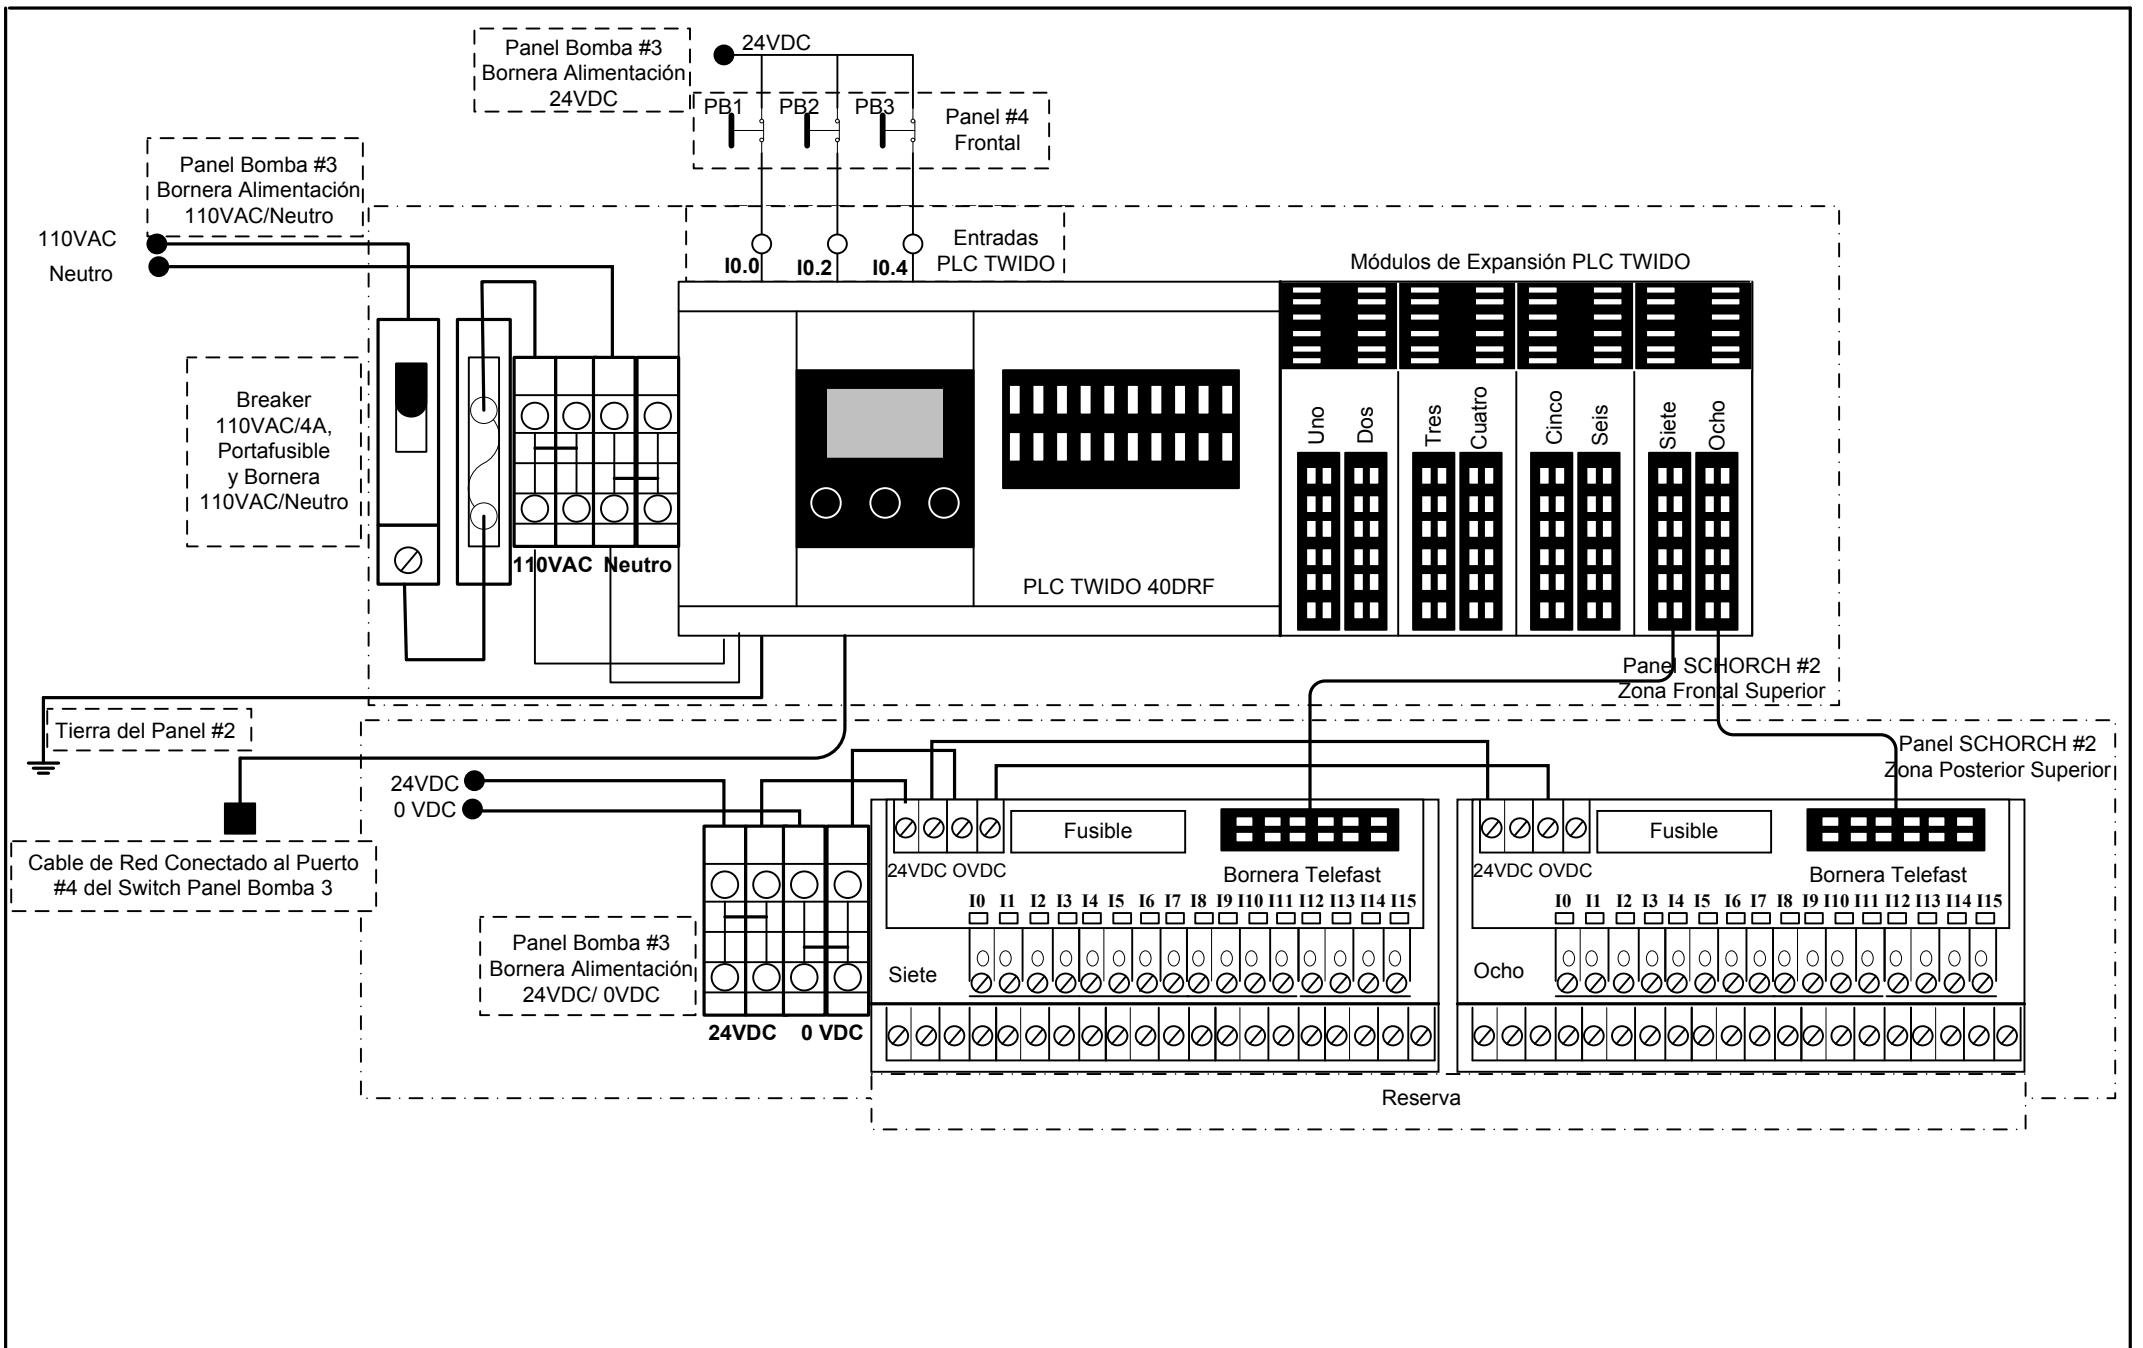 Panel Bomba #3
Bornera Alimentación
24VDC
24VDC
PB1 PB2 PB3
Panel #4
Frontal
Panel Bomba #3
Bornera Alimentación
110VAC/Neutro
110VAC
Neutro
Entradas
PLC TWIDO
I0.0 I0.2 I0.4
Módulos de Expansión PLC TWIDO
Breaker
110VAC/4A,
Portafusible
y Bornera
110VAC/Neutro
Uno
Dos
Tres
Cuatro
Cinco
Seis
Siete
Ocho
110VAC Neutro
PLC TWIDO 40DRF
Panel SCHORCH #2
Zona Frontal Superior
Tierra del Panel #2
Panel SCHORCH #2
Zona Posterior Superior
24VDC
0 VDC
Cable de Red Conectado al Puerto
#4 del Switch Panel Bomba 3
Fusible
24VDC OVDC
Bornera Telefast
I0 I1 I2 I3 I4 I5 I6 I7 I8 I9 I10 I11 I12 I13 I14 I15
Siete
Fusible
24VDC OVDC
Bornera Telefast
I0 I1 I2 I3 I4 I5 I6 I7 I8 I9 I10 I11 I12 I13 I14 I15
Ocho
Panel Bomba #3
Bornera Alimentación
24VDC/ 0VDC
24VDC 0 VDC
Reserva